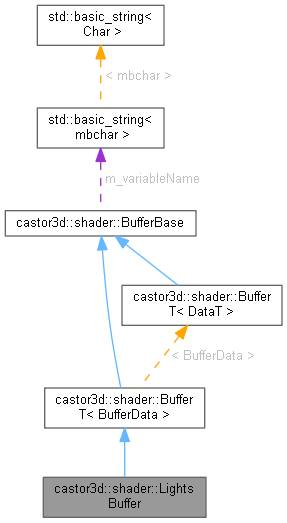 std::basic_string<
Char >
< mbchar >
std::basic_string<
mbchar >
m_variableName
castor3d::shader::BufferBase
castor3d::shader::Buffer
T< DataT >
< BufferData >
castor3d::shader::Buffer
T< BufferData >
castor3d::shader::Lights
Buffer